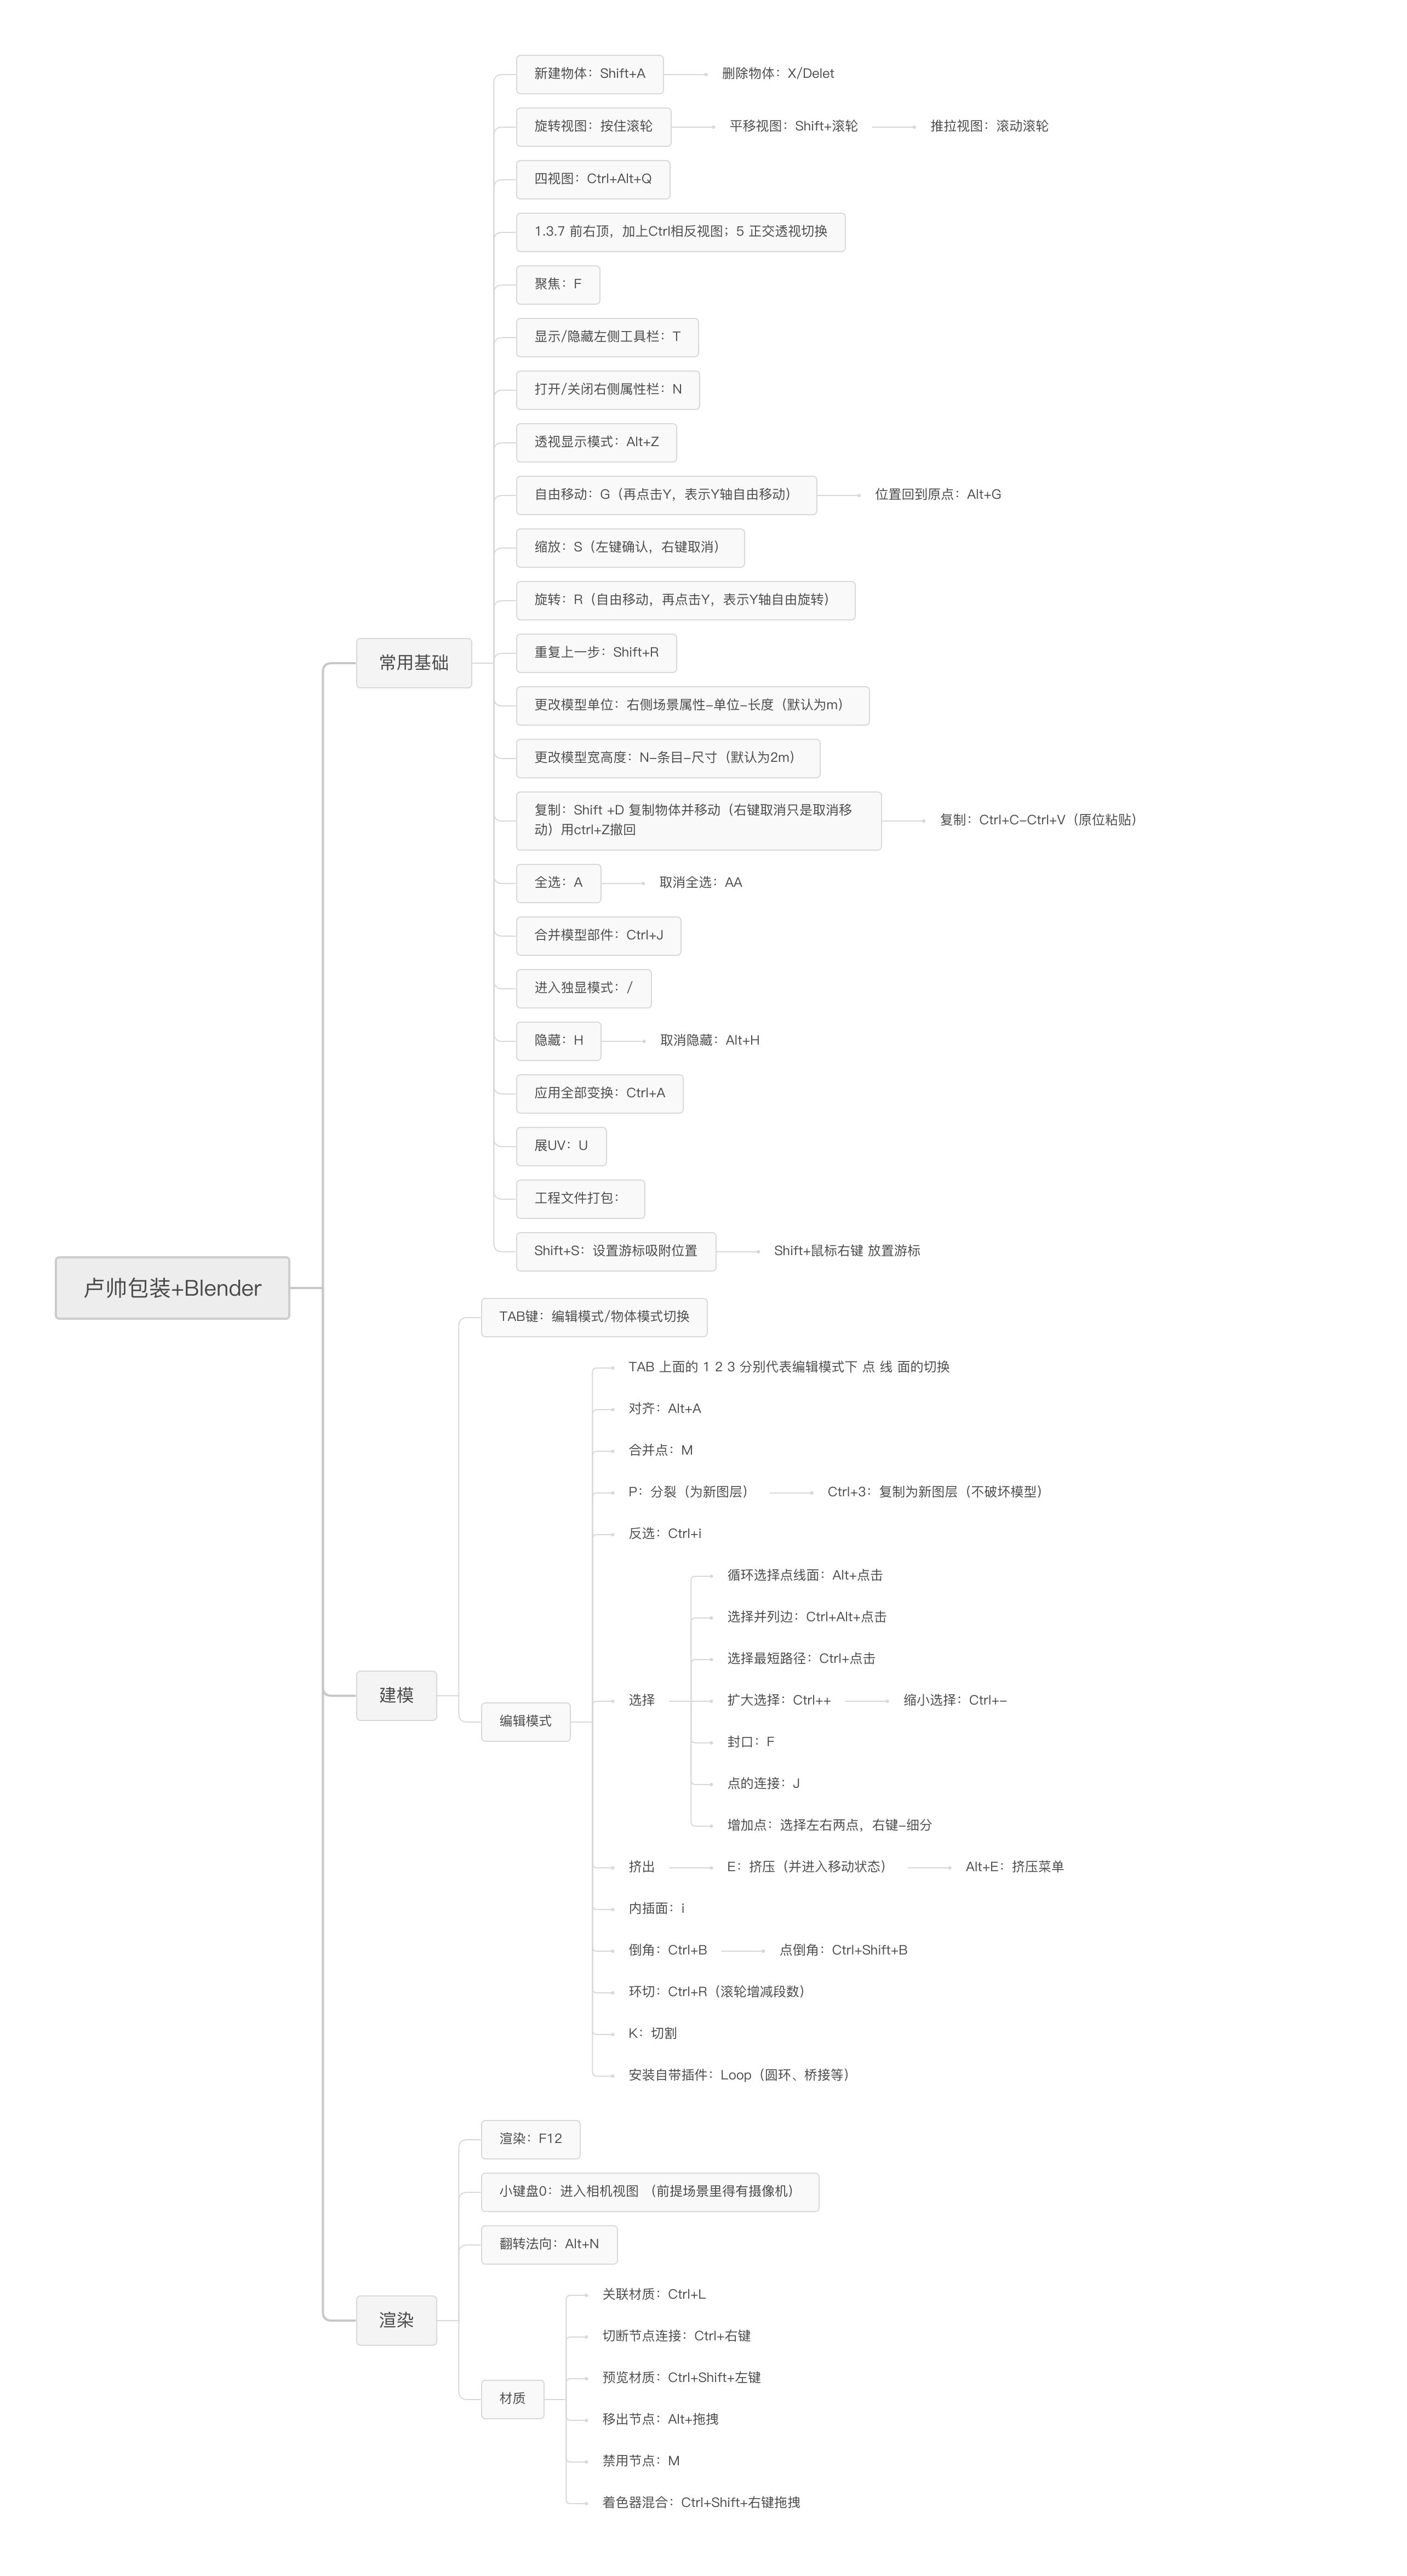 卢帅包装+Blender
常用基础
新建物体：Shift+A
删除物体：X/Delet
旋转视图：按住滚轮
平移视图：Shift+滚轮
推拉视图：滚动滚轮
四视图：Ctrl+Alt+Q
1.3.7 前右顶，加上Ctrl相反视图；5 正交透视切换
聚焦：F
显示/隐藏左侧工具栏：T
打开/关闭右侧属性栏：N
透视显示模式：Alt+Z
自由移动：G（再点击Y，表示Y轴自由移动）
位置回到原点：Alt+G
缩放：S（左键确认，右键取消）
旋转：R（自由移动，再点击Y，表示Y轴自由旋转）
重复上一步：Shift+R
更改模型单位：右侧场景属性-单位-长度（默认为m）
更改模型宽高度：N-条目-尺寸（默认为2m）
复制：Shift +D 复制物体并移动（右键取消只是取消移
动）用ctrl+Z撤回
复制：Ctrl+C-Ctrl+V（原位粘贴）
全选：A
取消全选：AA
合并模型部件：Ctrl+J
进入独显模式：/
隐藏：H
取消隐藏：Alt+H
应用全部变换：Ctrl+A
展UV：U
工程文件打包：
Shift+S：设置游标吸附位置
Shift+鼠标右键 放置游标
建模
TAB键：编辑模式/物体模式切换
编辑模式
TAB 上面的 1 2 3 分别代表编辑模式下 点 线 面的切换
对齐：Alt+A
合并点：M
P：分裂（为新图层）
Ctrl+3：复制为新图层（不破坏模型）
反选：Ctrl+i
选择
循环选择点线面：Alt+点击
选择并列边：Ctrl+Alt+点击
选择最短路径：Ctrl+点击
扩大选择：Ctrl++
缩小选择：Ctrl+-
封口：F
点的连接：J
增加点：选择左右两点，右键-细分
挤出
E：挤压（并进入移动状态）
Alt+E：挤压菜单
内插面：i
倒角：Ctrl+B
点倒角：Ctrl+Shift+B
环切：Ctrl+R（滚轮增减段数）
K：切割
安装自带插件：Loop（圆环、桥接等）
渲染
渲染：F12
小键盘0：进入相机视图 （前提场景里得有摄像机）
翻转法向：Alt+N
材质
关联材质：Ctrl+L
切断节点连接：Ctrl+右键
预览材质：Ctrl+Shift+左键
移出节点：Alt+拖拽
禁用节点：M
着色器混合：Ctrl+Shift+右键拖拽